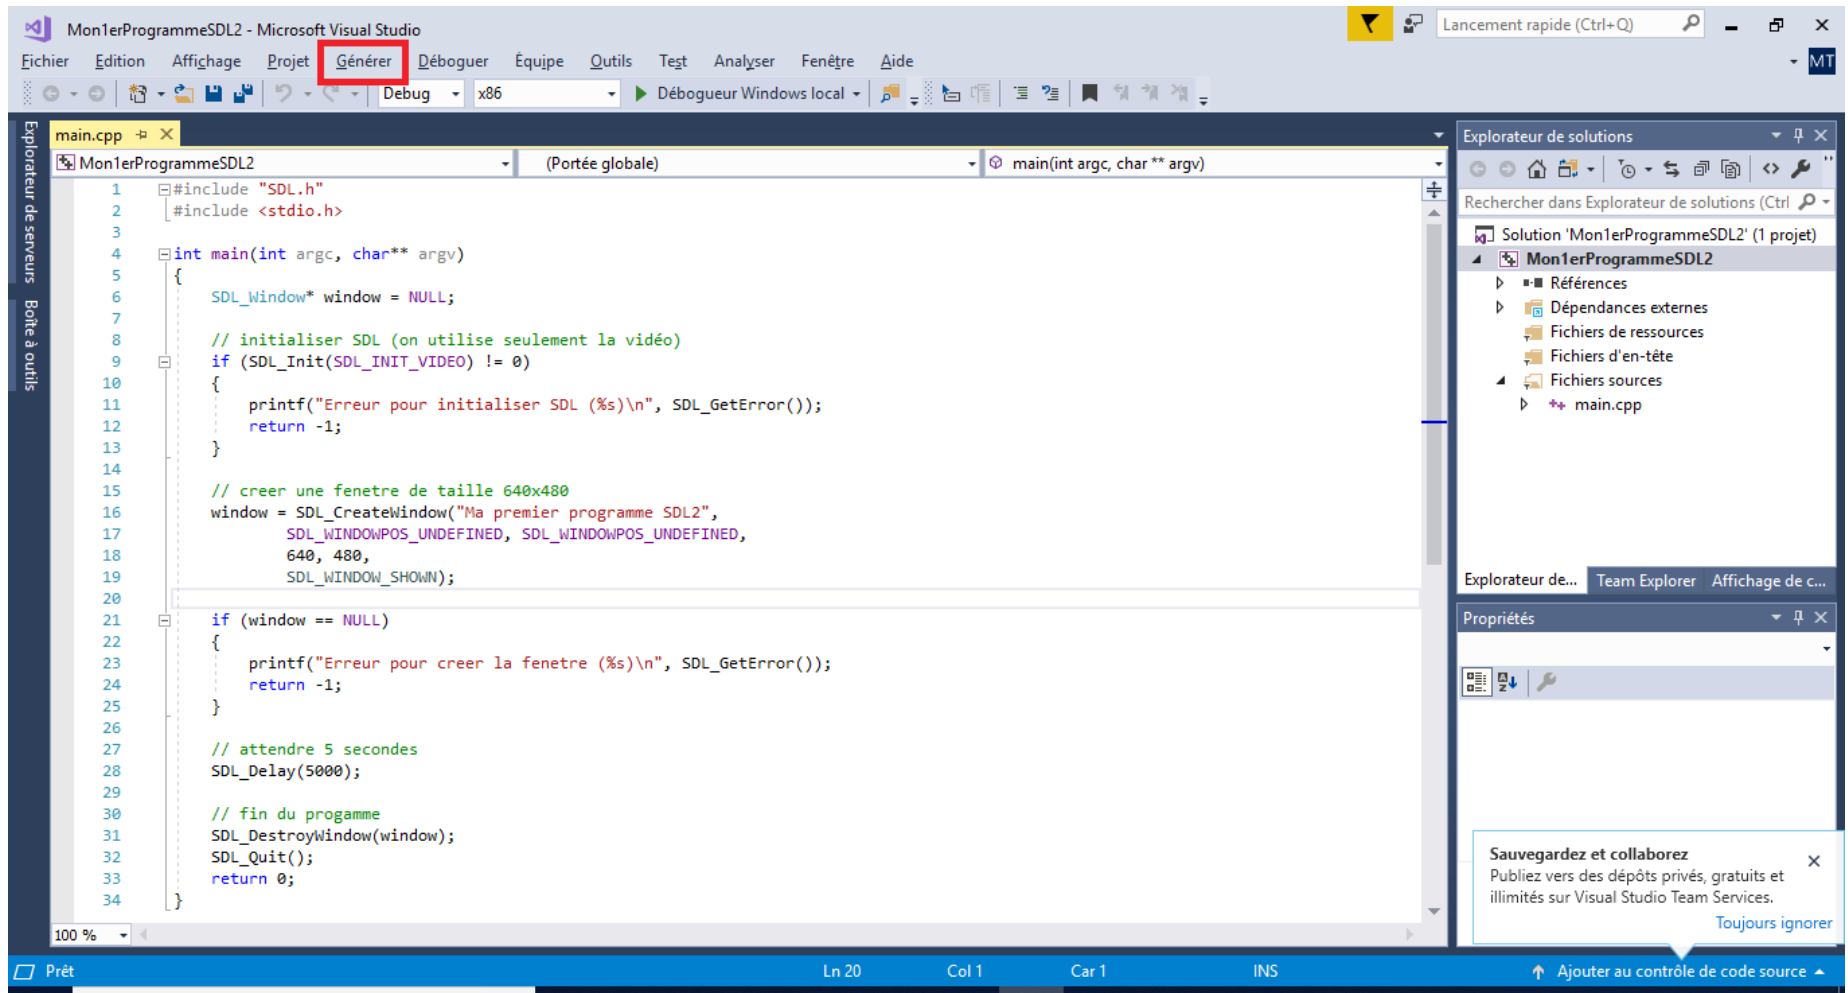 Mon1erProgrammeSDL2 - Microsoft Visual Studio
Lancement rapide (Ctrl+Q)
Fichier Edition Affichage Projet Générer Déboguer Équipe Outils Test Analyser Fenêtre Aide
MT
Debug x86 Débogueur Windows local
Explorateur de serveurs
Boîte à outils
main.cpp
Mon1erProgrammeSDL2 (Portée globale) main(int argc, char ** argv)
1 #include "SDL.h"
2 #include <stdio.h>
3
4 int main(int argc, char** argv)
5 {
6 SDL_Window* window = NULL;
7
8 // initialiser SDL (on utilise seulement la vidéo)
9 if (SDL_Init(SDL_INIT_VIDEO) != 0)
10 {
11 printf("Erreur pour initialiser SDL (%s)\n", SDL_GetError());
12 return -1;
13 }
14
15 // creer une fenetre de taille 640x480
16 window = SDL_CreateWindow("Ma premier programme SDL2",
17 SDL_WINDOWPOS_UNDEFINED, SDL_WINDOWPOS_UNDEFINED,
18 640, 480,
19 SDL_WINDOW_SHOWN);
20
21 if (window == NULL)
22 {
23 printf("Erreur pour creer la fenetre (%s)\n", SDL_GetError());
24 return -1;
25 }
26
27 // attendre 5 secondes
28 SDL_Delay(5000);
29
30 // fin du progamme
31 SDL_DestroyWindow(window);
32 SDL_Quit();
33 return 0;
34 }
100 %
Explorateur de solutions
Rechercher dans Explorateur de solutions (Ctrl
Solution 'Mon1erProgrammeSDL2' (1 projet)
Mon1erProgrammeSDL2
Références
Dépendances externes
Fichiers de ressources
Fichiers d'en-tête
Fichiers sources
main.cpp
Explorateur de... Team Explorer Affichage de c...
Propriétés
Sauvegardez et collaborez
Publiez vers des dépôts privés, gratuits et
illimités sur Visual Studio Team Services.
Toujours ignorer
Prêt Ln 20 Col 1 Car 1 INS Ajouter au contrôle de code source